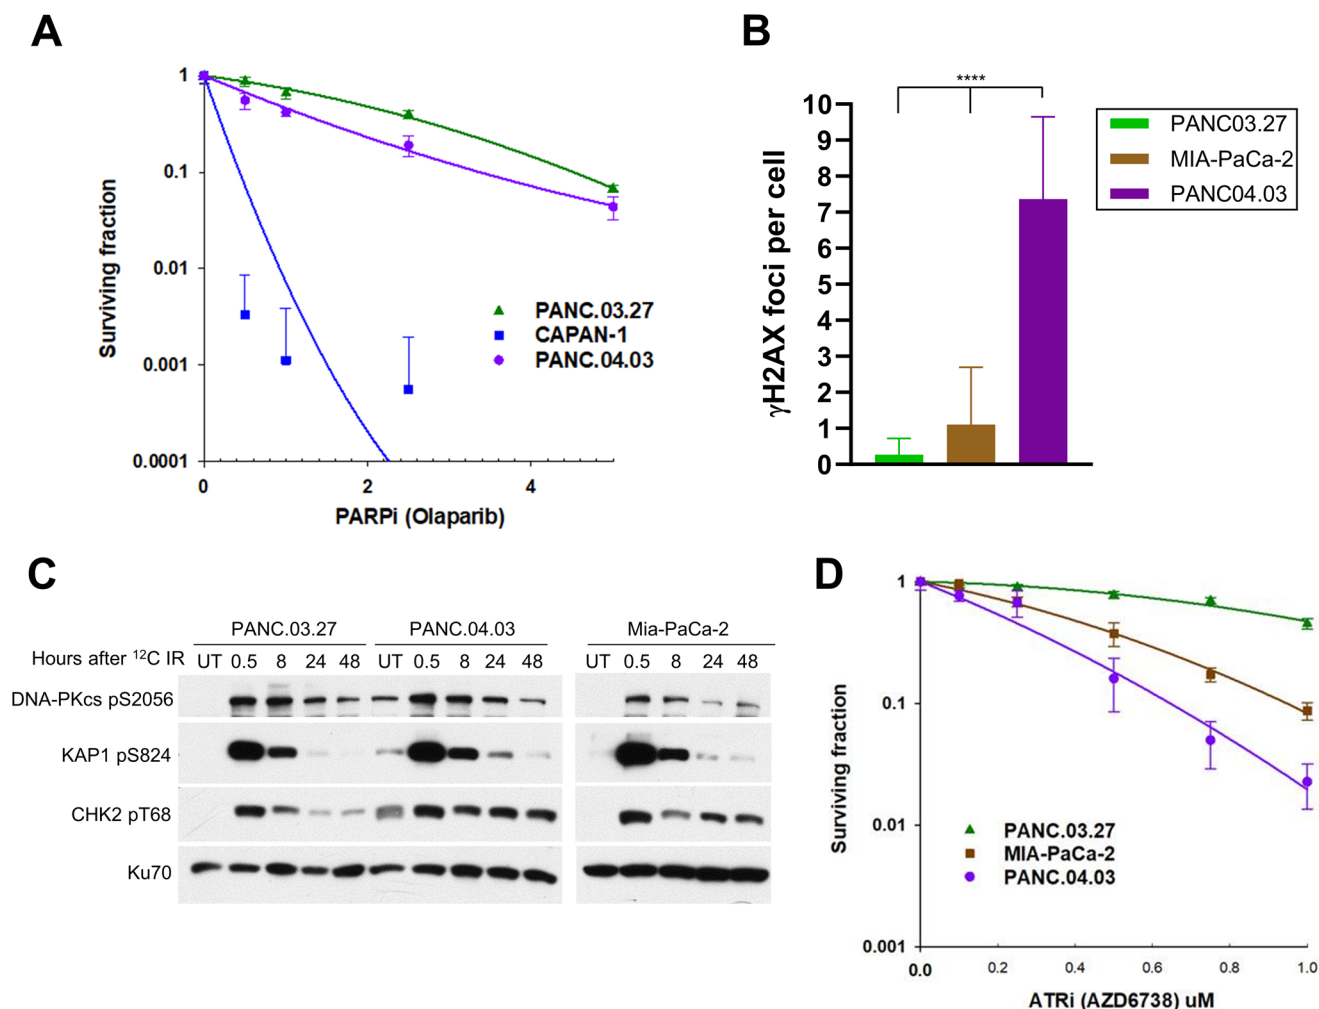 A
1
0.1
0.01
0.001
0.0001
Surviving fraction
PANC.03.27
CAPAN-1
PANC.04.03
0
2
4
PARPi (Olaparib)
B
****
10
9
8
7
6
5
4
3
2
1
0
γH2AX foci per cell
PANC03.27
MIA-PaCa-2
PANC04.03
C
PANC.03.27 PANC.04.03 Mia-PaCa-2
Hours after ¹²C IR UT 0.5 8 24 48 UT 0.5 8 24 48 UT 0.5 8 24 48
DNA-PKcs pS2056
KAP1 pS824
CHK2 pT68
Ku70
D
1
0.1
0.01
0.001
Surviving fraction
PANC.03.27
MIA-PaCa-2
PANC.04.03
0.0 0.2 0.4 0.6 0.8 1.0
ATRi (AZD6738) uM